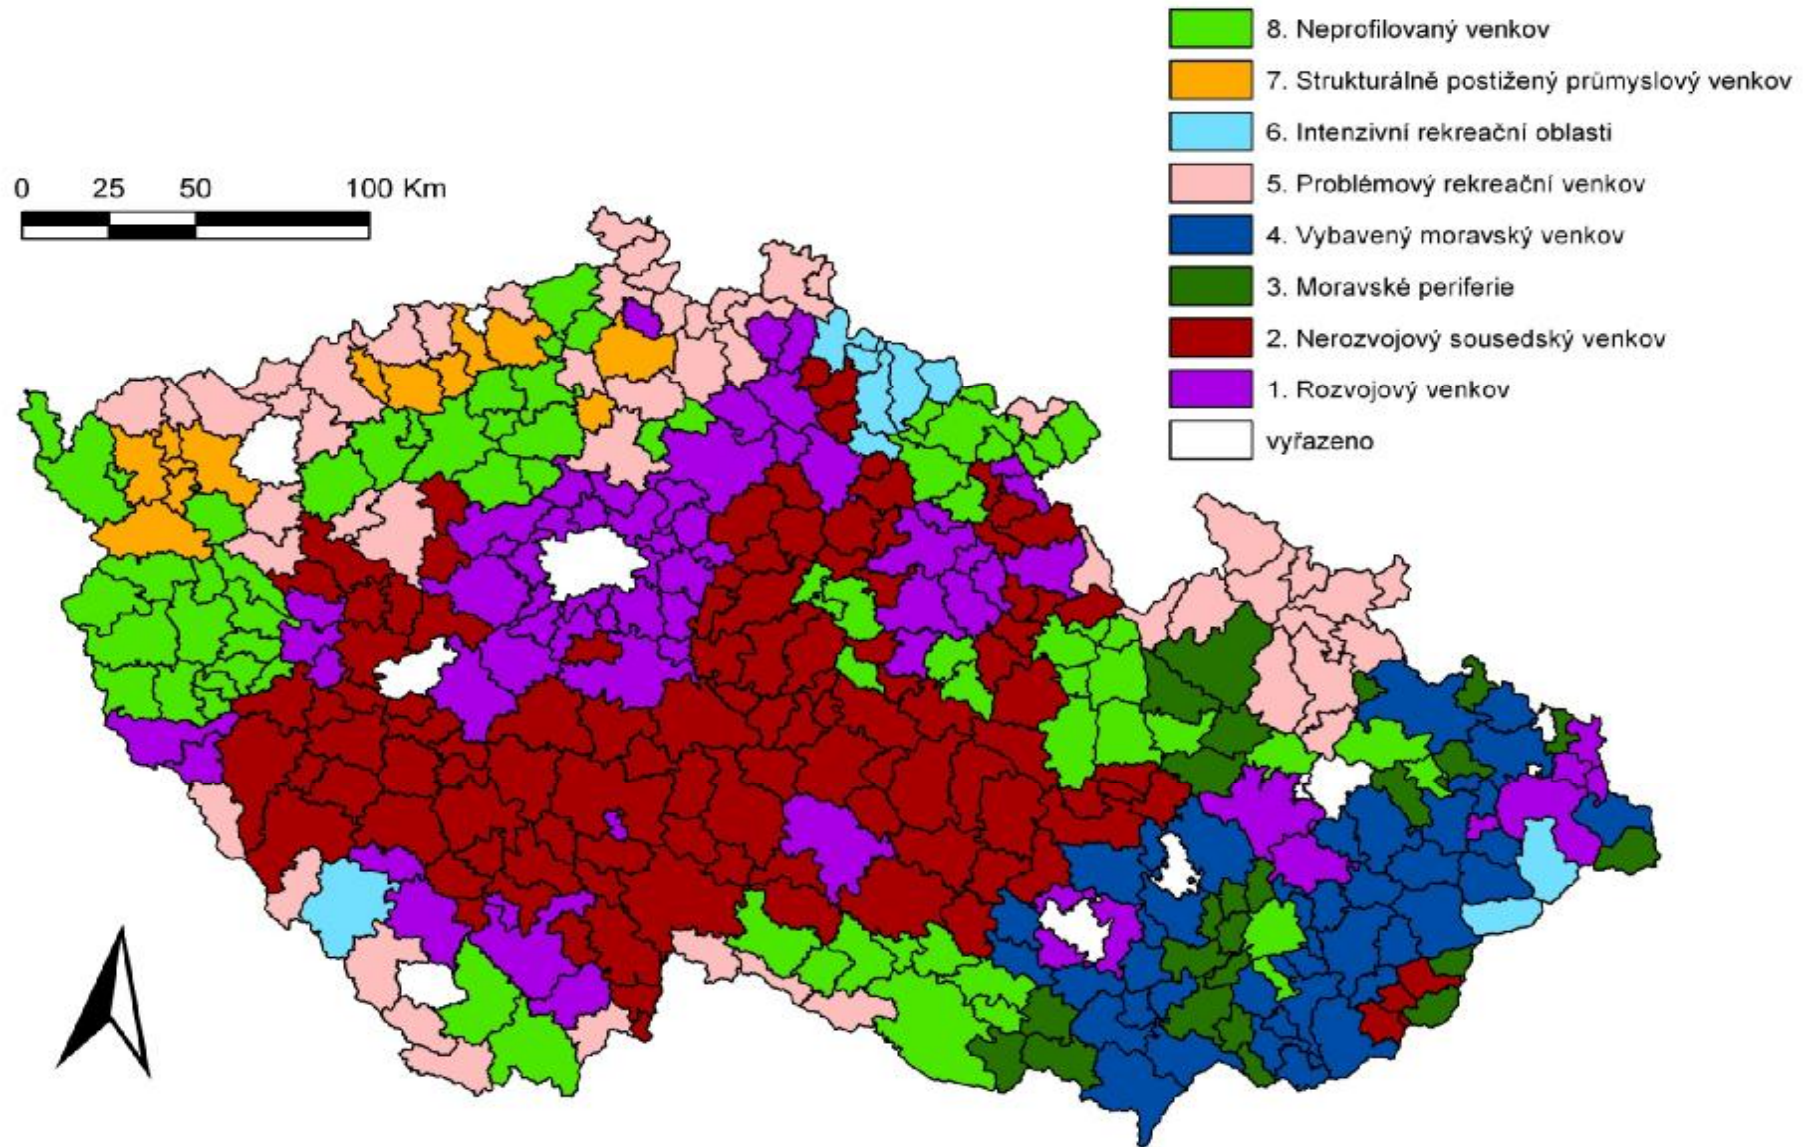 8. Neprofilovaný venkov
7. Strukturálně postižený průmyslový venkov
6. Intenzivní rekreační oblasti
5. Problémový rekreační venkov
4. Vybavený moravský venkov
3. Moravské periferie
2. Nerozvojový sousedský venkov
1. Rozvojový venkov
vyřazeno
0 25 50 100 Km